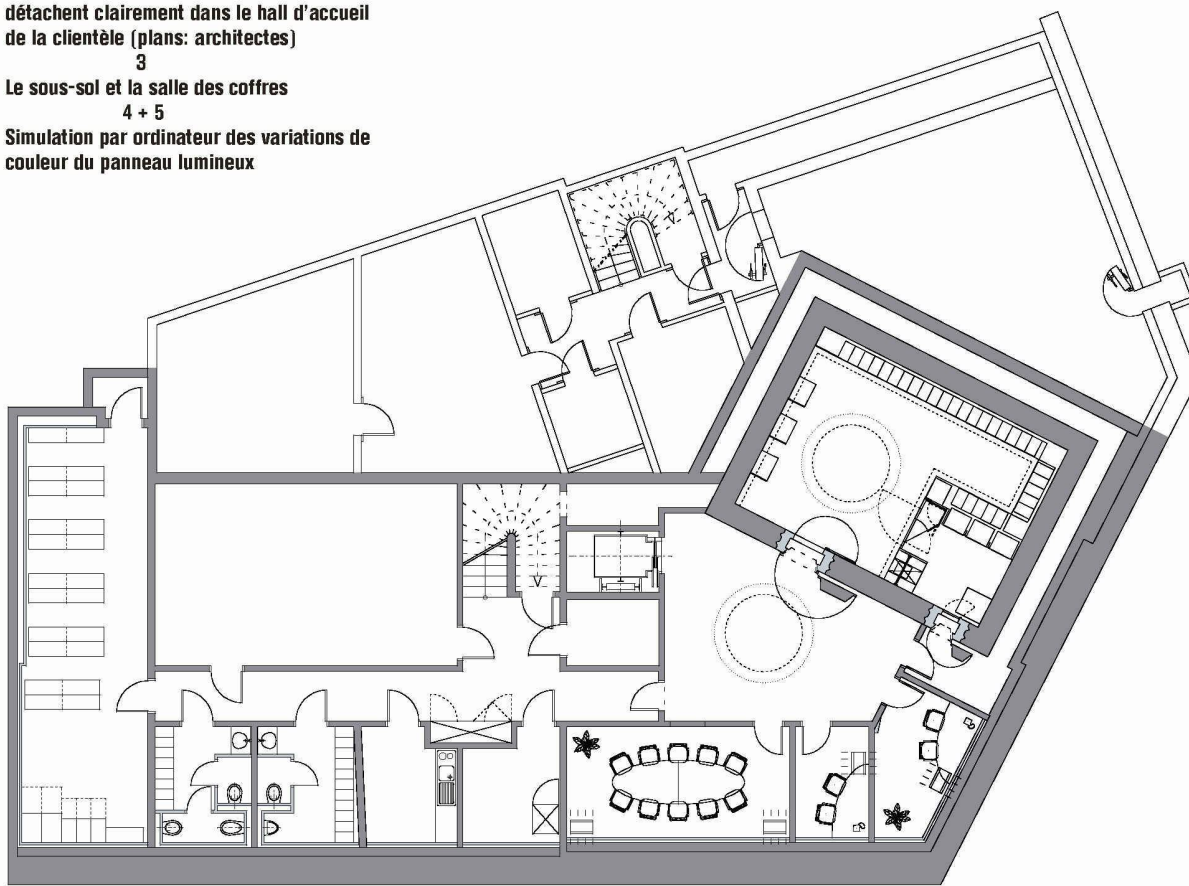 détachent clairement dans le hall d’accueil
de la clientèle (plans: architectes)
3
Le sous-sol et la salle des coffres
4 + 5
Simulation par ordinateur des variations de
couleur du panneau lumineux